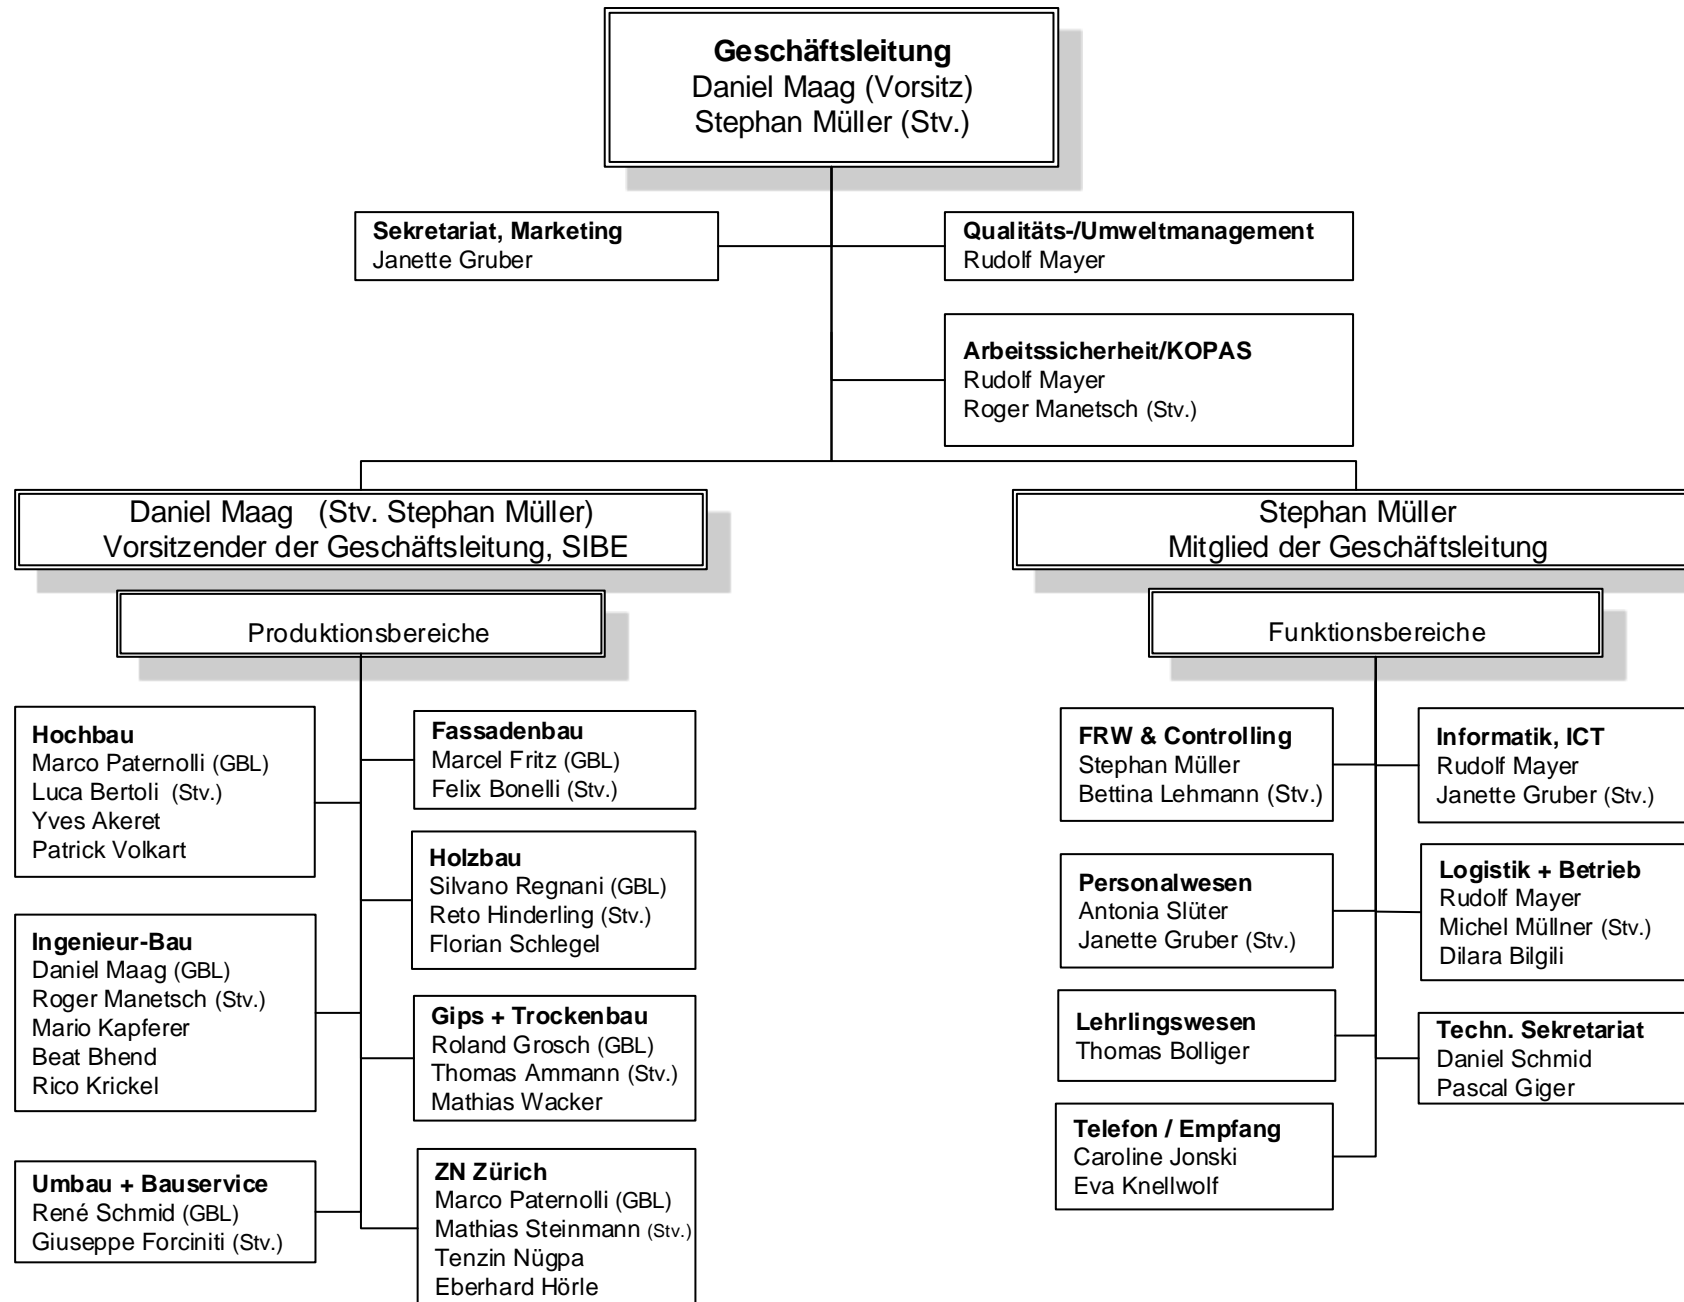 Geschäftsleitung
Daniel Maag (Vorsitz)
Stephan Müller (Stv.)
Sekretariat, Marketing
Janette Gruber
Qualitäts-/Umweltmanagement
Rudolf Mayer
Arbeitssicherheit/KOPAS
Rudolf Mayer
Roger Manetsch (Stv.)
Daniel Maag (Stv. Stephan Müller)
Vorsitzender der Geschäftsleitung, SIBE
Stephan Müller
Mitglied der Geschäftsleitung
Produktionsbereiche
Hochbau
Marco Paternolli (GBL)
Luca Bertoli (Stv.)
Yves Akeret
Patrick Volkart
Ingenieur-Bau
Daniel Maag (GBL)
Roger Manetsch (Stv.)
Mario Kapferer
Beat Bhend
Rico Krickel
Umbau + Bauservice
René Schmid (GBL)
Giuseppe Forciniti (Stv.)
Fassadenbau
Marcel Fritz (GBL)
Felix Bonelli (Stv.)
Holzbau
Silvano Regnani (GBL)
Reto Hinderling (Stv.)
Florian Schlegel
Gips + Trockenbau
Roland Grosch (GBL)
Thomas Ammann (Stv.)
Mathias Wacker
ZN Zürich
Marco Paternolli (GBL)
Mathias Steinmann (Stv.)
Tenzin Nügpa
Eberhard Hörle
Funktionsbereiche
FRW & Controlling
Stephan Müller
Bettina Lehmann (Stv.)
Personalwesen
Antonia Slüter
Janette Gruber (Stv.)
Lehrlingswesen
Thomas Bolliger
Telefon / Empfang
Caroline Jonski
Eva Knellwolf
Informatik, ICT
Rudolf Mayer
Janette Gruber (Stv.)
Logistik + Betrieb
Rudolf Mayer
Michel Müllner (Stv.)
Dilara Bilgili
Techn. Sekretariat
Daniel Schmid
Pascal Giger